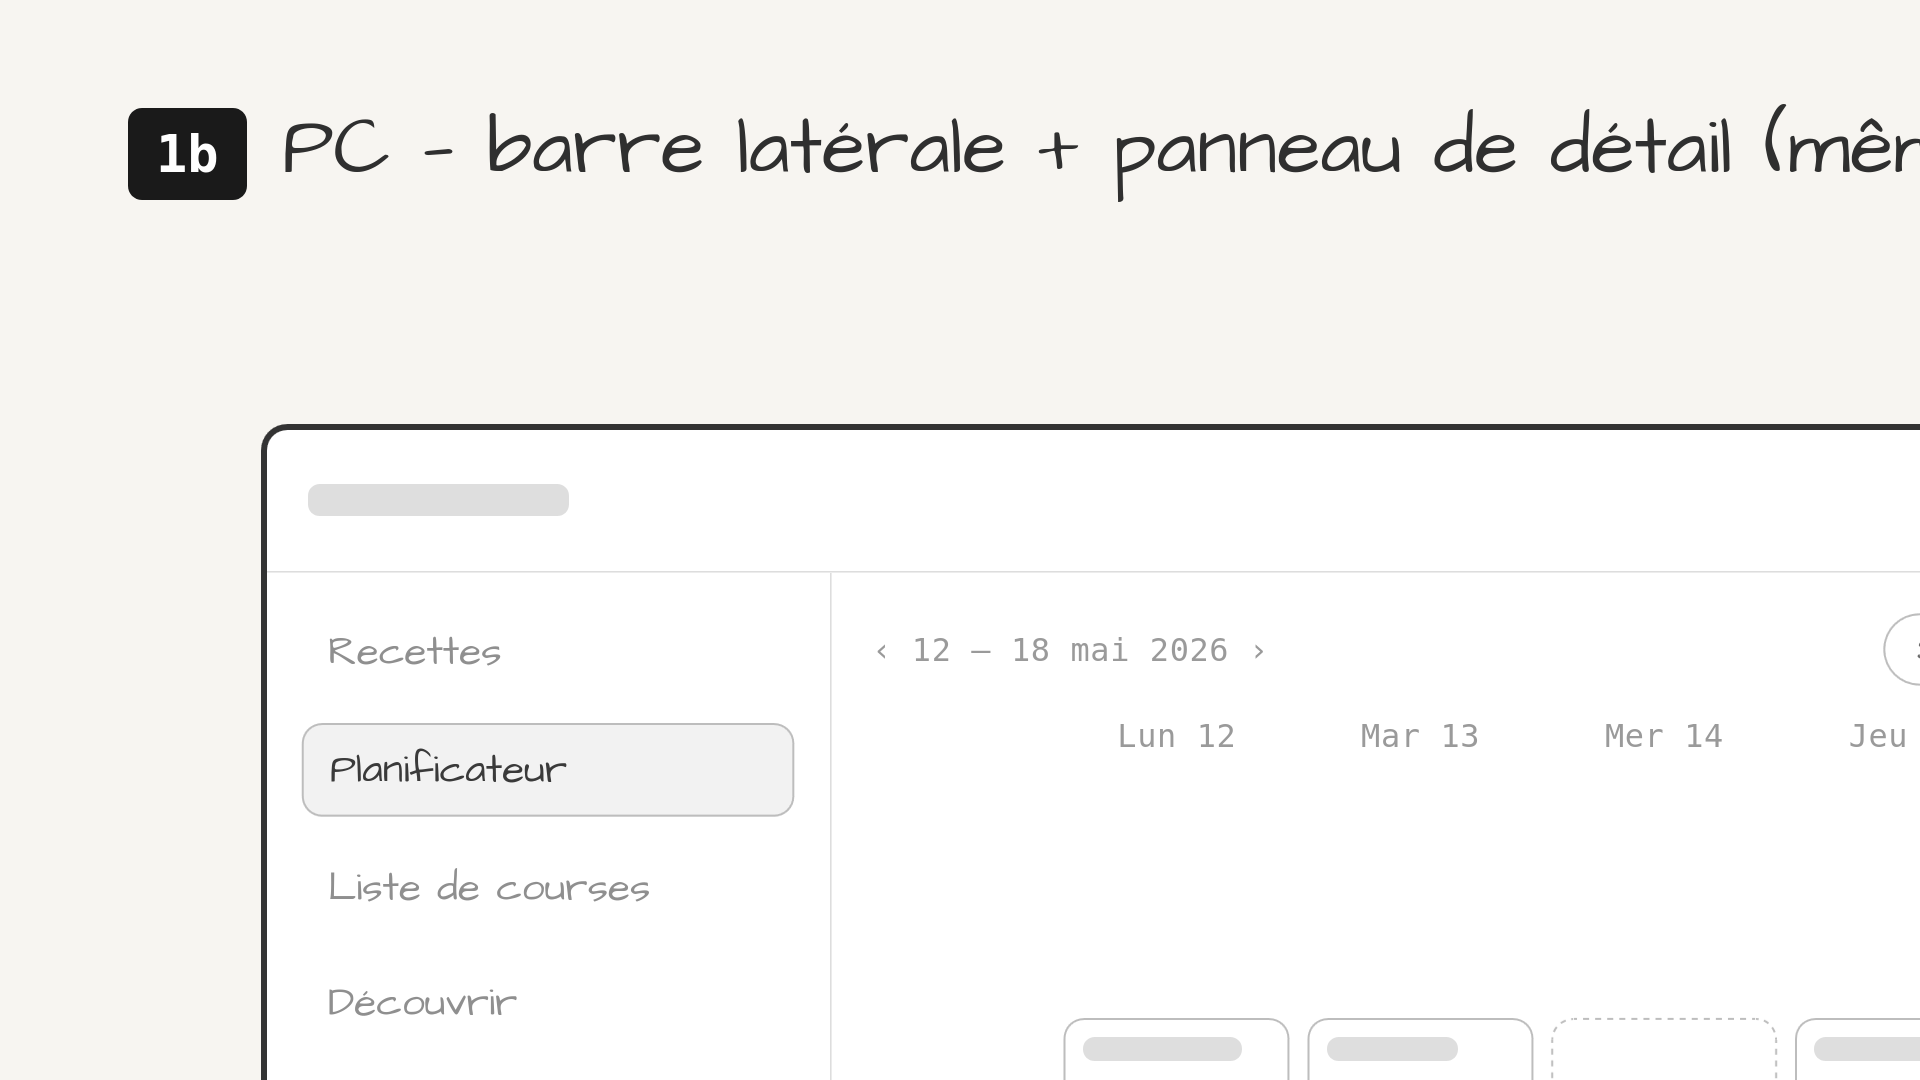 1b PC - barre latérale + panneau de détail
Recettes
Planificateur
Liste de courses
Découvrir
‹ 12 – 18 mai 2026 ›
Lun 12 Mar 13 Mer 14 Jeu